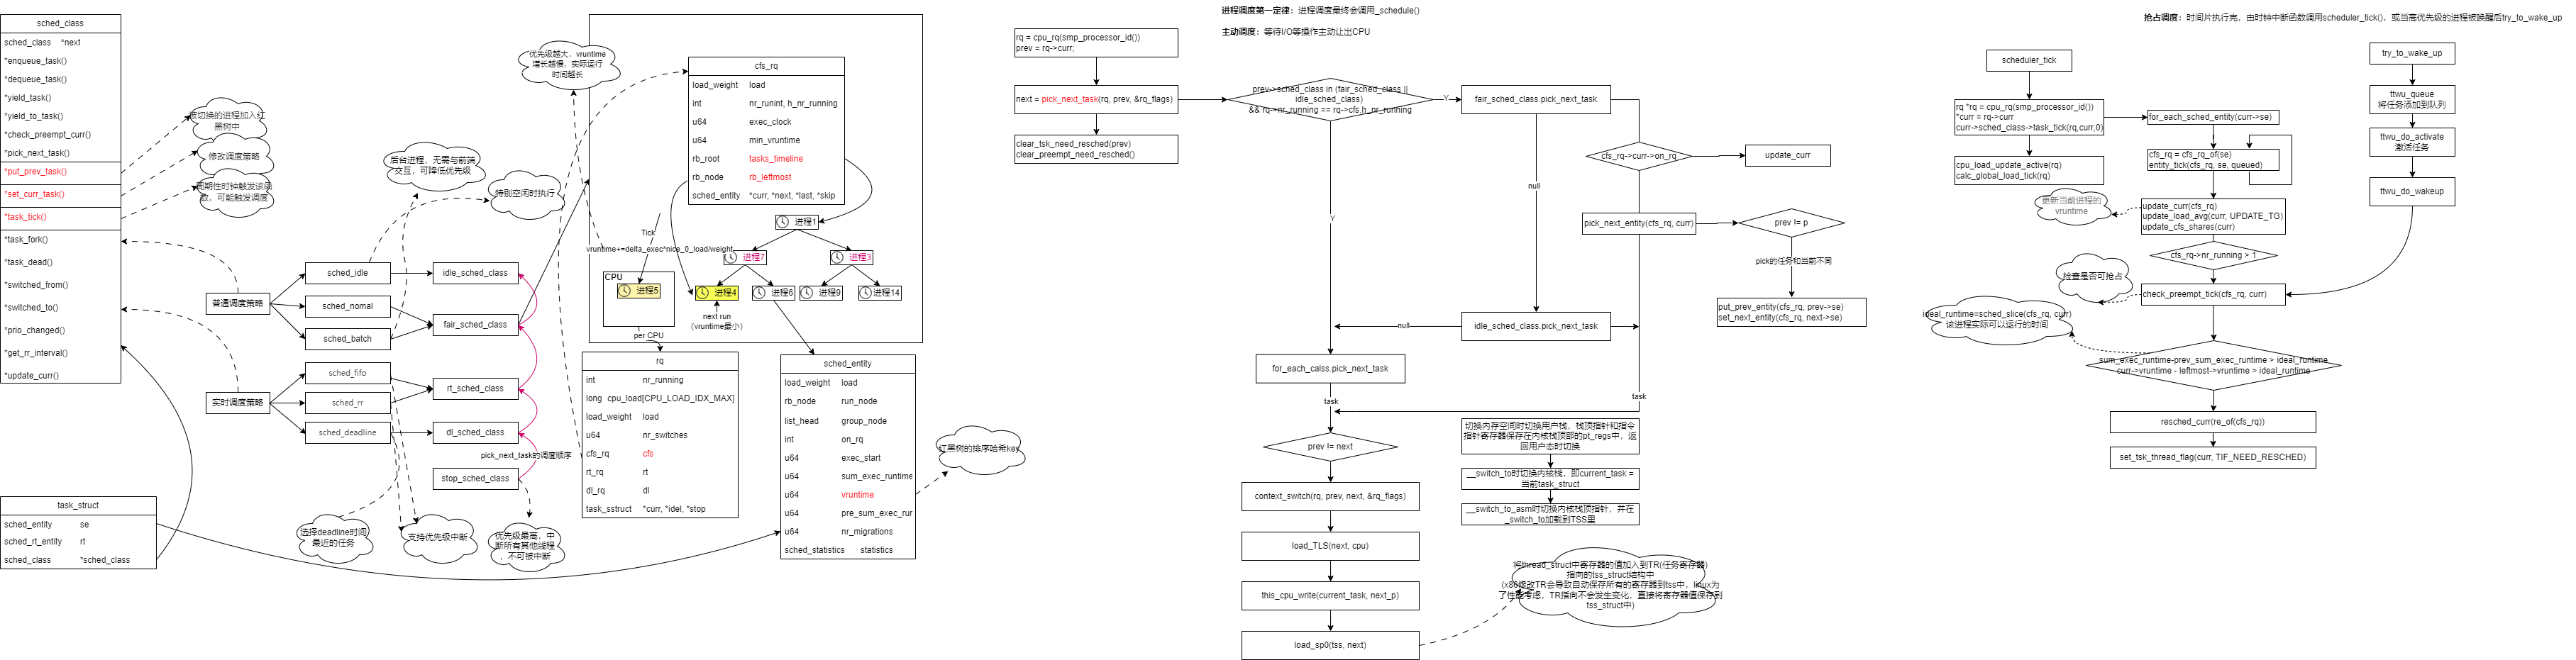 sched_class
sched_class *next
*enqueue_task()
*dequeue_task()
*yield_task()
*yield_to_task()
*check_preempt_curr()
*pick_next_task()
*put_prev_task()
*set_curr_task()
*task_tick()
*task_fork()
*task_dead()
*switched_from()
*switched_to()
*prio_changed()
*get_rr_interval()
*update_curr()
task_struct
sched_entity se
sched_rt_entity rt
sched_class *sched_class
被切换的进程加入红
黑树中
修改调度策略
周期性时钟触发该函
数，可能触发调度
普通调度策略
实时调度策略
后台进程，无需与前端
交互，可降低优先级
特别空闲时执行
sched_idle
sched_nomal
sched_batch
sched_fifo
sched_rr
sched_deadline
idle_sched_class
fair_sched_class
rt_sched_class
dl_sched_class
stop_sched_class
pick_next_task的调度顺序
选择deadline时间
最近的任务
支持优先级中断
优先级最高，中
断所有其他线程
，不可被中断
优先级越大，vruntime
增长越慢，实际运行
时间越长
cfs_rq
load_weight load
int nr_runint, h_nr_running
u64 exec_clock
u64 min_vruntime
rb_root tasks_timeline
rb_node rb_leftmost
sched_entity *curr, *next, *last, *skip
Tick
vruntime+=delta_exec*nice_0_load/weight
CPU
进程5
per CPU
进程1
进程7
进程3
进程4
进程6
进程9
进程14
next run
(vruntime最小)
rq
int nr_running
long cpu_load[CPU_LOAD_IDX_MAX]
load_weight load
u64 nr_switches
cfs_rq cfs
rt_rq rt
dl_rq dl
task_sstruct *curr, *idel, *stop
sched_entity
load_weight load
rb_node run_node
list_head group_node
int on_rq
u64 exec_start
u64 sum_exec_runtime
u64 vruntime
u64 pre_sum_exec_rur
u64 nr_migrations
sched_statistics statistics
红黑树的排序哈希key
进程调度第一定律：进程调度最终会调用_schedule()
主动调度：等待I/O等操作主动让出CPU
rq = cpu_rq(smp_processor_id())
prev = rq->curr;
next = pick_next_task(rq, prev, &rq_flags)
clear_tsk_need_resched(prev)
clear_preempt_need_resched()
prev->sched_class in (fair_sched_class ||
idle_sched_class)
&& rq->nr_running == rq->cfs.h_nr_running
Y
Y
fair_sched_class.pick_next_task
null
cfs_rq->curr->on_rq
update_curr
pick_next_entity(cfs_rq, curr)
prev != p
pick的任务和当前不同
put_prev_entity(cfs_rq, prev->se)
set_next_entity(cfs_rq, next->se)
idle_sched_class.pick_next_task
null
for_each_calss.pick_next_task
task
task
prev != next
context_switch(rq, prev, next, &rq_flags)
load_TLS(next, cpu)
this_cpu_write(current_task, next_p)
load_sp0(tss, next)
切换内存空间时切换用户栈，栈顶指针和指令
指针寄存器保存在内核栈顶部的pt_regs中，返
回用户态时切换
__switch_to时切换内核栈，即current_task =
当前task_struct
__switch_to_asm时切换内核栈顶指针，并在
_switch_to加载到TSS里
将thread_struct中寄存器的值加入到TR(任务寄存器)
指向的tss_struct结构中
(x86修改TR会导致自动保存所有的寄存器到tss中，linux为
了性能考虑，TR指向不会发生变化，直接将寄存器值保存到
tss_struct中)
抢占调度：时间片执行完，由时钟中断函数调用scheduler_tick()，或当高优先级的进程被唤醒后try_to_wake_up
scheduler_tick
rq *rq = cpu_rq(smp_processor_id())
*curr = rq->curr
curr->sched_class->task_tick(rq,curr,0)
cpu_load_update_active(rq)
calc_global_load_tick(rq)
for_each_sched_entity(curr->se)
cfs_rq = cfs_rq_of(se)
entity_tick(cfs_rq, se, queued)
更新当前进程的
vruntime
update_curr(cfs_rq)
update_load_avg(curr, UPDATE_TG)
update_cfs_shares(curr)
cfs_rq->nr_running > 1
检查是否可抢占
check_preempt_tick(cfs_rq, curr)
ideal_runtime=sched_slice(cfs_rq, curr)
该进程实际可以运行的时间
sum_exec_runtime-prev_sum_exec_runtime > ideal_runtime
curr->vruntime - leftmost->vruntime > ideal_runtime
resched_curr(re_of(cfs_rq))
set_tsk_thread_flag(curr, TIF_NEED_RESCHED)
try_to_wake_up
ttwu_queue
将任务添加到队列
ttwu_do_activate
激活任务
ttwu_do_wakeup